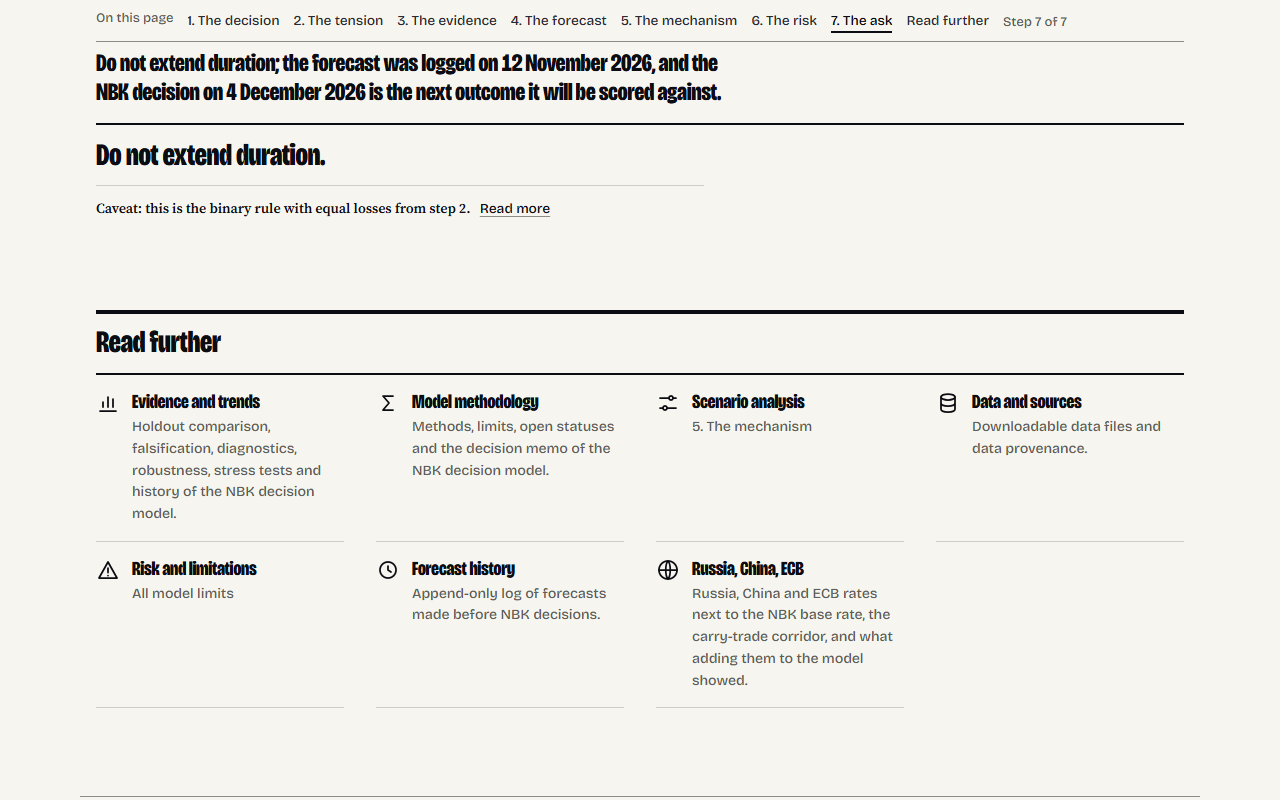 On this page 1. The decision 2. The tension 3. The evidence 4. The forecast 5. The mechanism 6. The risk 7. The ask Read further Step 7 of 7
Do not extend duration; the forecast was logged on 12 November 2026, and the
NBK decision on 4 December 2026 is the next outcome it will be scored against.
Do not extend duration.
Caveat: this is the binary rule with equal losses from step 2. Read more
Read further
Evidence and trends
Holdout comparison,
falsification, diagnostics,
robustness, stress tests and
history of the NBK decision
model.
Model methodology
Methods, limits, open statuses
and the decision memo of the
NBK decision model.
Scenario analysis
5. The mechanism
Data and sources
Downloadable data files and
data provenance.
Risk and limitations
All model limits
Forecast history
Append-only log of forecasts
made before NBK decisions.
Russia, China, ECB
Russia, China and ECB rates
next to the NBK base rate, the
carry-trade corridor, and what
adding them to the model
showed.